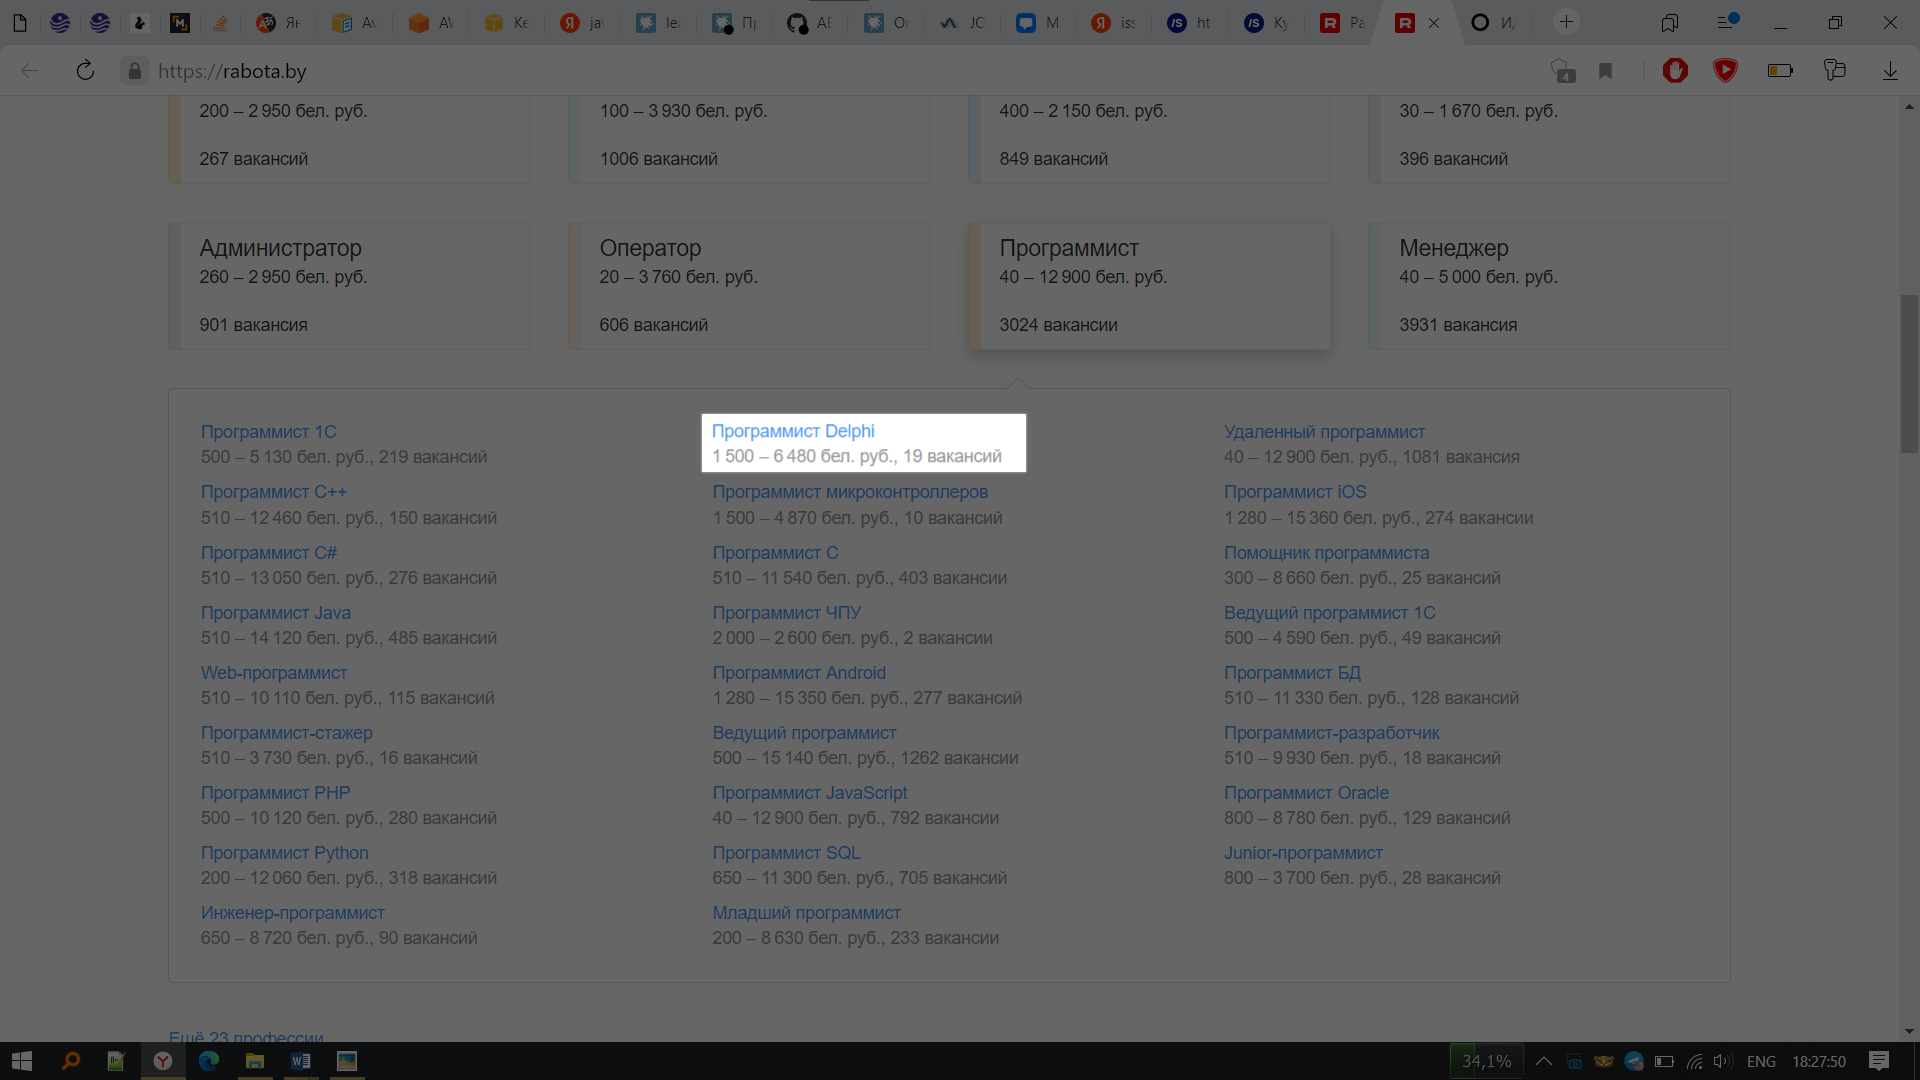 Ян
Ке
ja
lea
АЕ
О
JC
М
iss
ht
Ку
Ра
https://rabota.by
4
200 – 2 950 бел. руб.
100 – 3 930 бел. руб.
400 – 2 150 бел. руб.
30 – 1 670 бел. руб.
267 вакансий
1006 вакансий
849 вакансий
396 вакансий
Администратор
260 – 2 950 бел. руб.
901 вакансия
Оператор
20 – 3 760 бел. руб.
606 вакансий
Программист
40 – 12 900 бел. руб.
3024 вакансии
Менеджер
40 – 5 000 бел. руб.
3931 вакансия
Программист 1С
500 – 5 130 бел. руб., 219 вакансий
Программист C++
510 – 12 460 бел. руб., 150 вакансий
Программист C#
510 – 13 050 бел. руб., 276 вакансий
Программист Java
510 – 14 120 бел. руб., 485 вакансий
Web-программист
510 – 10 110 бел. руб., 115 вакансий
Программист-стажер
510 – 3 730 бел. руб., 16 вакансий
Программист PHP
500 – 10 120 бел. руб., 280 вакансий
Программист Python
200 – 12 060 бел. руб., 318 вакансий
Инженер-программист
650 – 8 720 бел. руб., 90 вакансий
Программист Delphi
1 500 – 6 480 бел. руб., 19 вакансий
Программист микроконтроллеров
1 500 – 4 870 бел. руб., 10 вакансий
Программист С
510 – 11 540 бел. руб., 403 вакансии
Программист ЧПУ
2 000 – 2 600 бел. руб., 2 вакансии
Программист Android
1 280 – 15 350 бел. руб., 277 вакансий
Ведущий программист
500 – 15 140 бел. руб., 1262 вакансии
Программист JavaScript
40 – 12 900 бел. руб., 792 вакансии
Программист SQL
650 – 11 300 бел. руб., 705 вакансий
Младший программист
200 – 8 630 бел. руб., 233 вакансии
Удаленный программист
40 – 12 900 бел. руб., 1081 вакансия
Программист iOS
1 280 – 15 360 бел. руб., 274 вакансии
Помощник программиста
300 – 8 660 бел. руб., 25 вакансий
Ведущий программист 1С
500 – 4 590 бел. руб., 49 вакансий
Программист БД
510 – 11 330 бел. руб., 128 вакансий
Программист-разработчик
510 – 9 930 бел. руб., 18 вакансий
Программист Oracle
800 – 8 780 бел. руб., 129 вакансий
Junior-программист
800 – 3 700 бел. руб., 28 вакансий
Ещё 23 профессии
34,1%
ENG
18:27:50